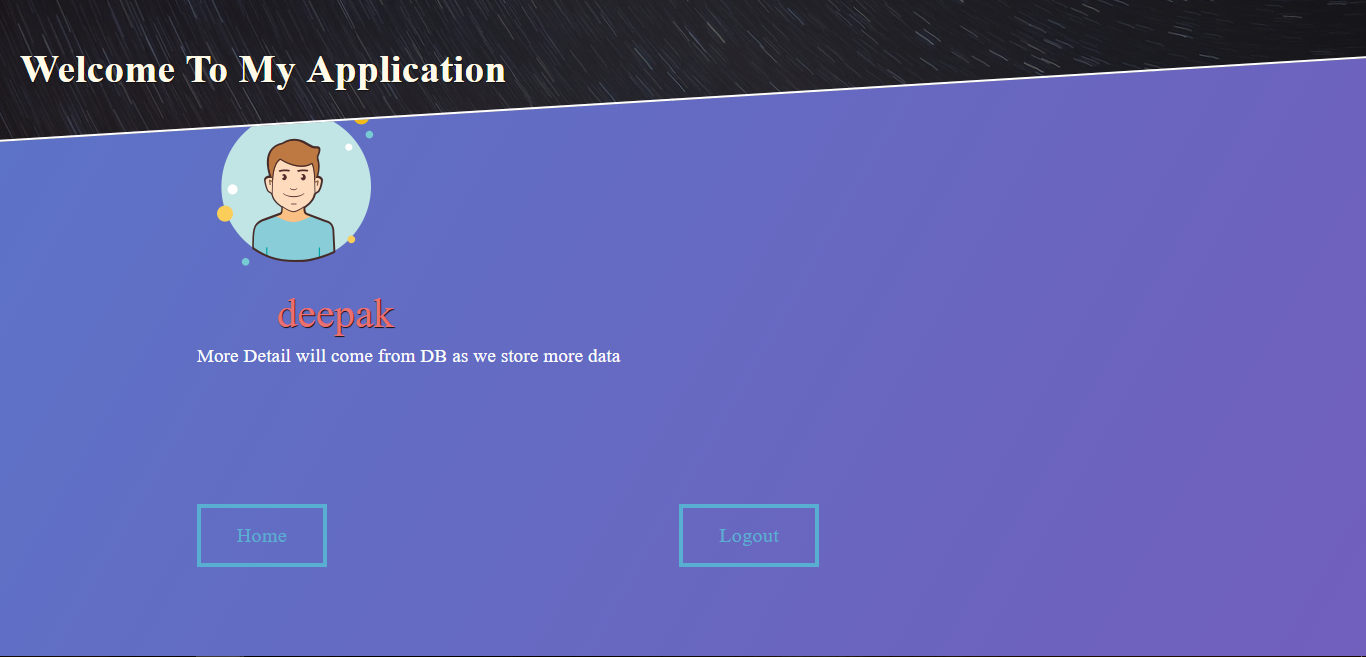 Welcome To My Application
deepak
More Detail will come from DB as we store more data
Home
Logout